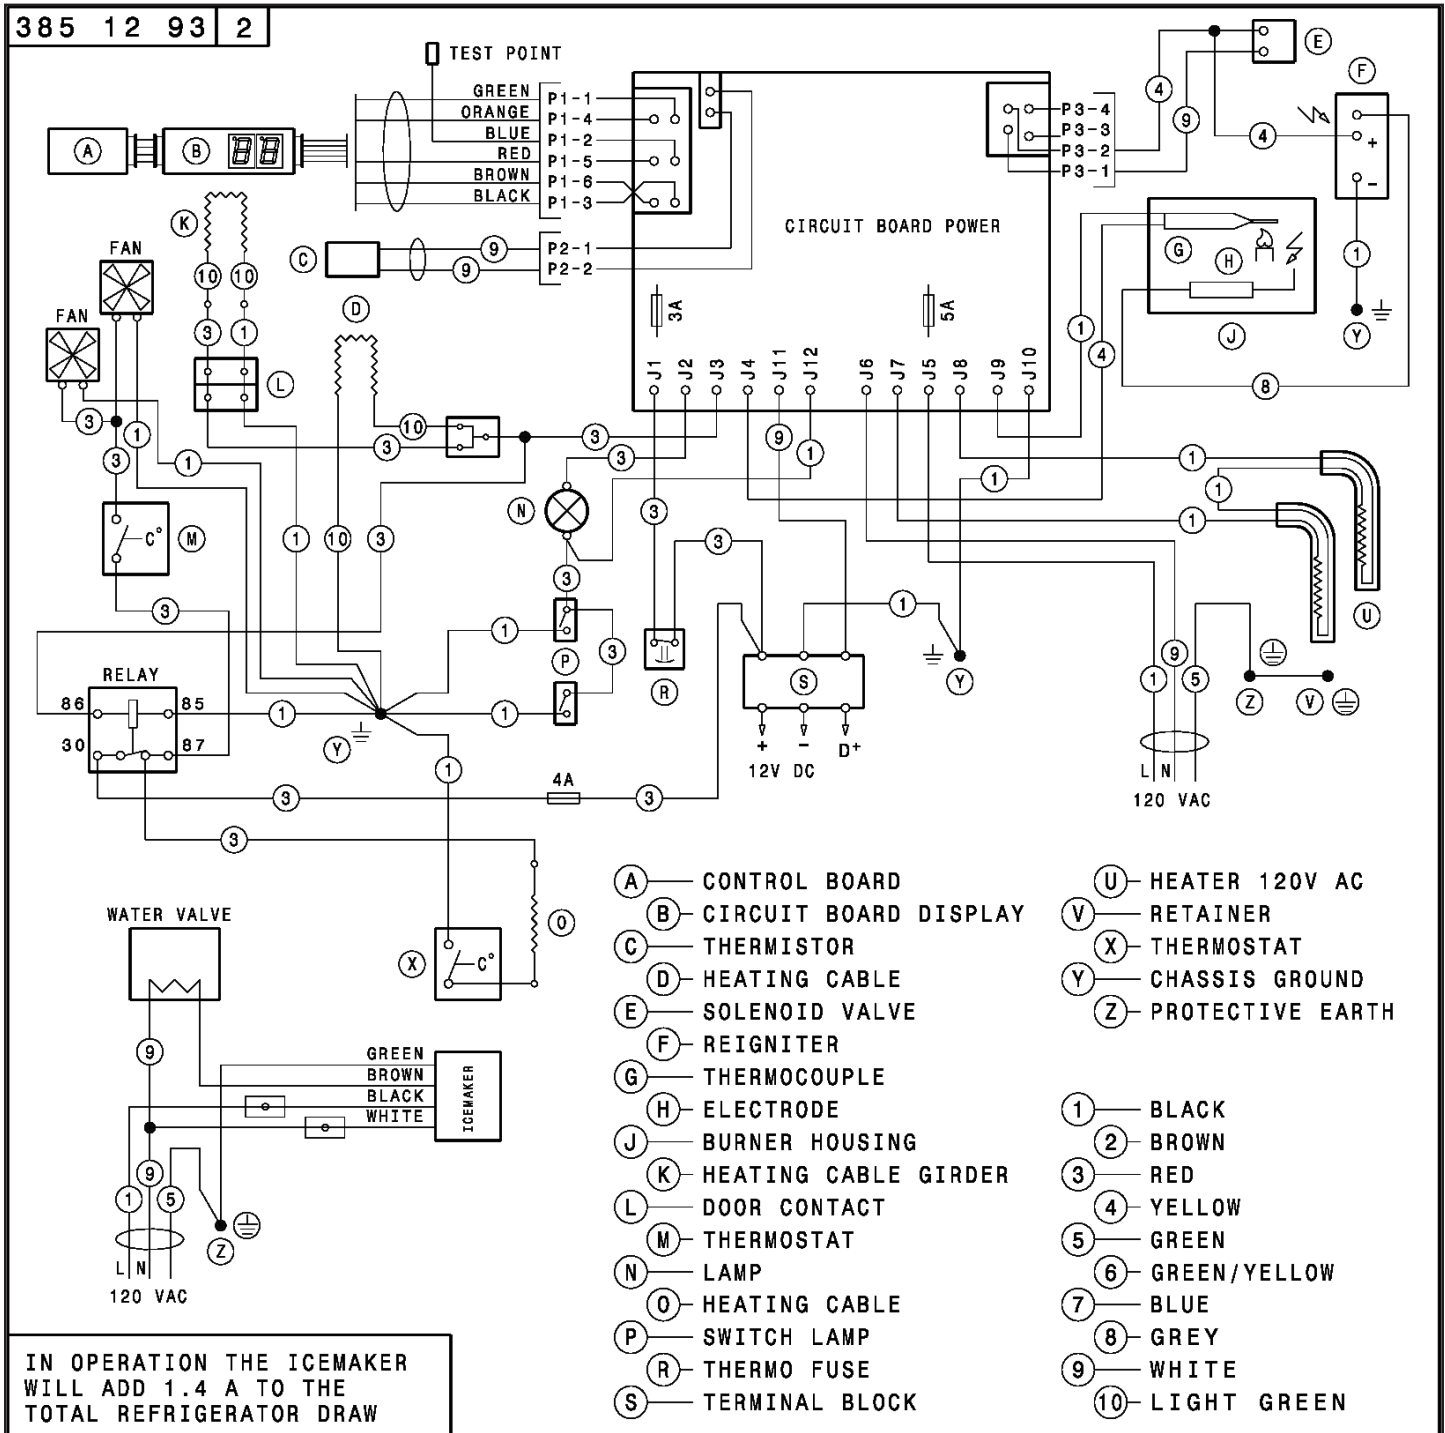 385 12 93 2
TEST POINT
GREEN P1-1
ORANGE P1-4
BLUE P1-2
RED P1-5
BROWN P1-6
BLACK P1-3
A B
P3-4
P3-3
P3-2
P3-1
4 9 4
E
F
+
-
1
Y
K
FAN
FAN
10 10
3 1
L
C
9 P2-1
9 P2-2
D
CIRCUIT BOARD POWER
3A 5A
J1 J2 J3 J4 J11 J12 J6 J7 J5 J8 J9 J10
G H
J
8
1 4
3 1
3 1
10
3
3
3
9
1
1
1
1
1
N
3
C° M
1 10 3
3
3
3
1
U
3
1
P
3
1
R
S
+ - D+
12V DC
1
Y
1 9 5
L N
120 VAC
Z V
RELAY
86 85
30 87
1
Y
1
3 4A 3
3
WATER VALVE
X C°
O
9
GREEN
BROWN
BLACK
WHITE
ICEMAKER
1 9 5
Z
L N
120 VAC
A CONTROL BOARD
B CIRCUIT BOARD DISPLAY
C THERMISTOR
D HEATING CABLE
E SOLENOID VALVE
F REIGNITER
G THERMOCOUPLE
H ELECTRODE
J BURNER HOUSING
K HEATING CABLE GIRDER
L DOOR CONTACT
M THERMOSTAT
N LAMP
O HEATING CABLE
P SWITCH LAMP
R THERMO FUSE
S TERMINAL BLOCK
U HEATER 120V AC
V RETAINER
X THERMOSTAT
Y CHASSIS GROUND
Z PROTECTIVE EARTH
1 BLACK
2 BROWN
3 RED
4 YELLOW
5 GREEN
6 GREEN/YELLOW
7 BLUE
8 GREY
9 WHITE
10 LIGHT GREEN
IN OPERATION THE ICEMAKER
WILL ADD 1.4 A TO THE
TOTAL REFRIGERATOR DRAW